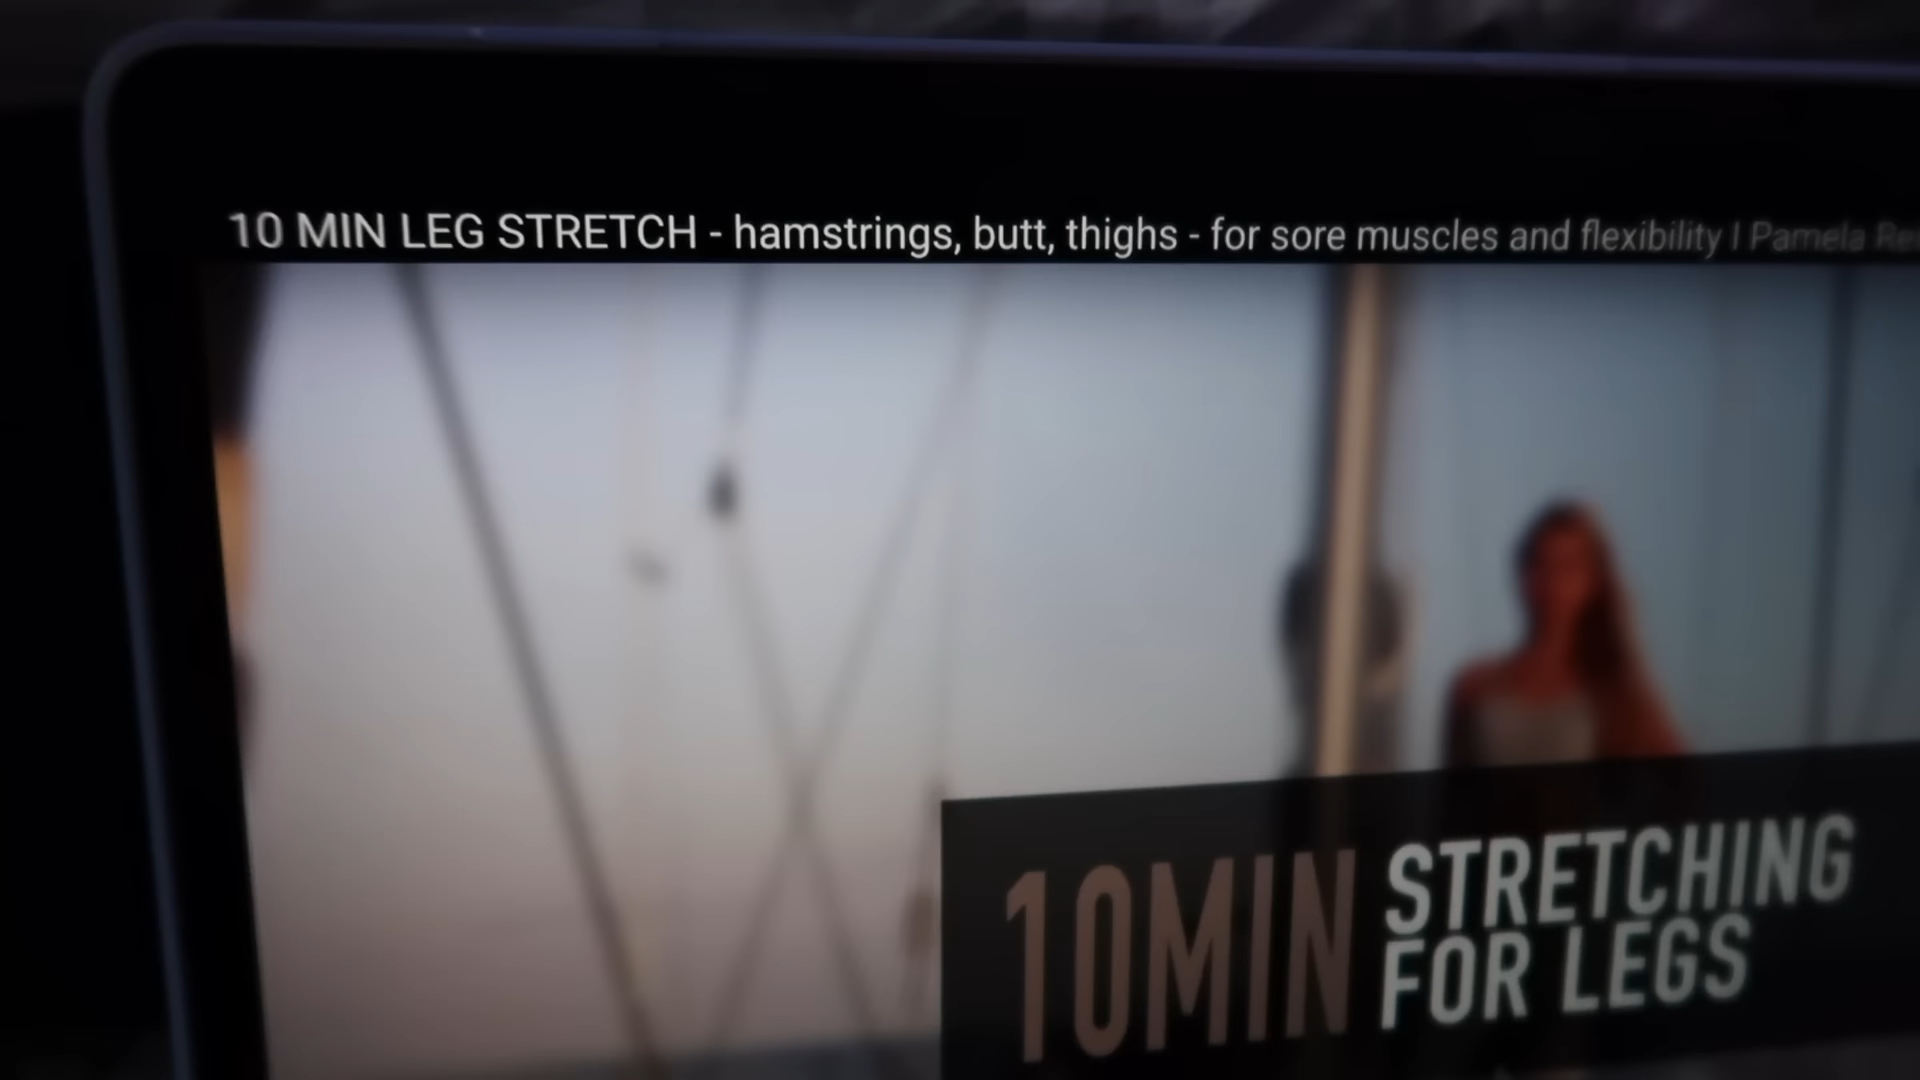 10 MIN LEG STRETCH - hamstrings, butt, thighs - for sore muscles and flexibility I Pamela
10MIN STRETCHING
FOR LEGS